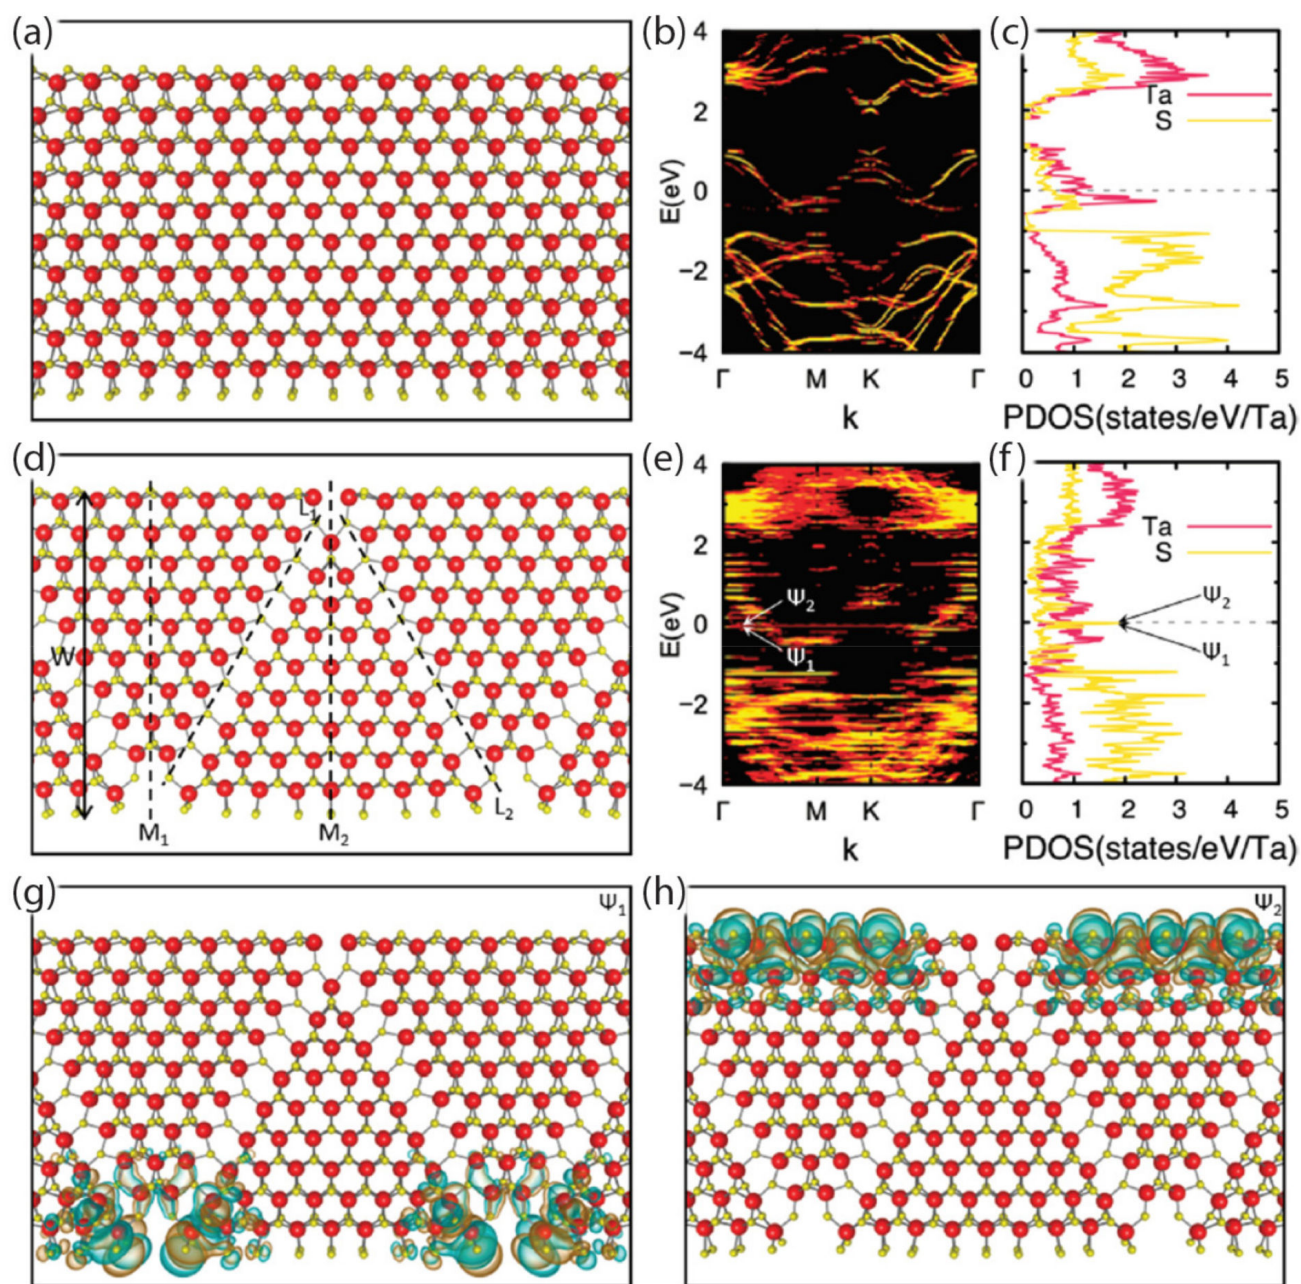 (a)
(b)
(c)
4
2
0
−2
−4
E(eV)
Γ M K Γ
k
Ta
S
0 1 2 3 4 5
PDOS(states/eV/Ta)
(d)
L₁
W
L₂
M₁
M₂
(e)
4
2
0
−2
−4
E(eV)
Ψ₂
Ψ₁
Γ M K Γ
k
(f)
Ta
S
Ψ₂
Ψ₁
0 1 2 3 4 5
PDOS(states/eV/Ta)
(g)
Ψ₁
(h)
Ψ₂